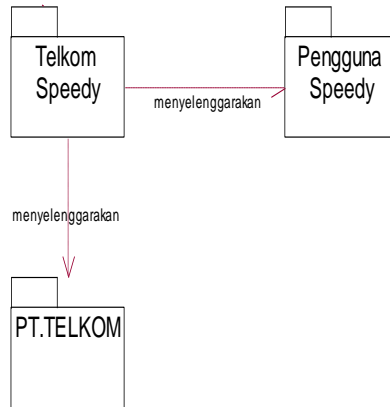 Telkom
Speedy
Pengguna
Speedy
menyelenggarakan
menyelenggarakan
PT.TELKOM